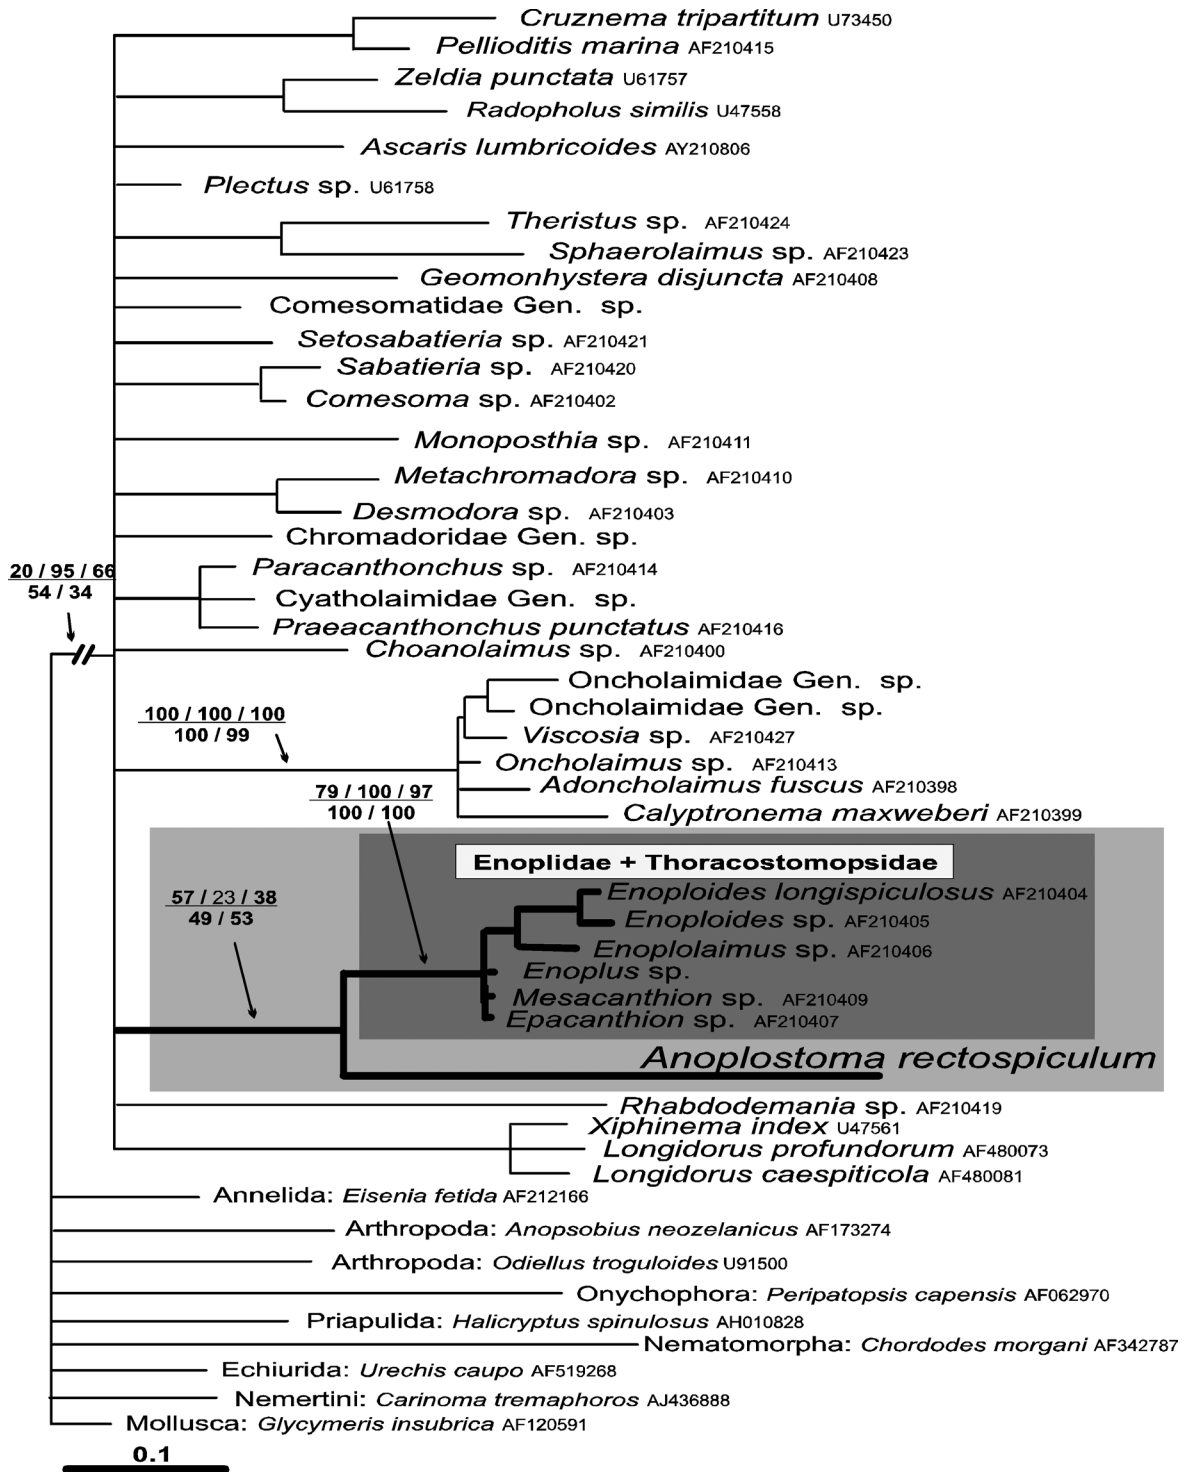 Cruznema tripartitum U73450
Pellioditis marina AF210415
Zeldia punctata U61757
Radopholus similis U47558
Ascaris lumbricoides AY210806
Plectus sp. U61758
Theristus sp. AF210424
Sphaerolaimus sp. AF210423
Geomonhystera disjuncta AF210408
Comesomatidae Gen. sp.
Setosabatieria sp. AF210421
Sabatieria sp. AF210420
Comesoma sp. AF210402
Monoposthia sp. AF210411
Metachromadora sp. AF210410
Desmodora sp. AF210403
Chromadoridae Gen. sp.
20 / 95 / 66
54 / 34
Paracanthonchus sp. AF210414
Cyatholaimidae Gen. sp.
Praeacanthonchus punctatus AF210416
Choanolaimus sp. AF210400
Oncholaimidae Gen. sp.
Oncholaimidae Gen. sp.
100 / 100 / 100
100 / 99
Viscosia sp. AF210427
Oncholaimus sp. AF210413
Adoncholaimus fuscus AF210398
79 / 100 / 97
100 / 100
Calyptronema maxweberi AF210399
Enoplidae + Thoracostomopsidae
57 / 23 / 38
49 / 53
Enoploides longispiculosus AF210404
Enoploides sp. AF210405
Enoplolaimus sp. AF210406
Enoplus sp.
Mesacanthion sp. AF210409
Epacanthion sp. AF210407
Anoplostoma rectospiculum
Rhabdodemania sp. AF210419
Xiphinema index U47561
Longidorus profundorum AF480073
Longidorus caespiticola AF480081
Annelida: Eisenia fetida AF212166
Arthropoda: Anopsobius neozelanicus AF173274
Arthropoda: Odiellus troguloides U91500
Onychophora: Peripatopsis capensis AF062970
Priapulida: Halicryptus spinulosus AH010828
Nematomorpha: Chordodes morgani AF342787
Echiurida: Urechis caupo AF519268
Nemertini: Carinoma tremaphoros AJ436888
Mollusca: Glycymeris insubrica AF120591
0.1